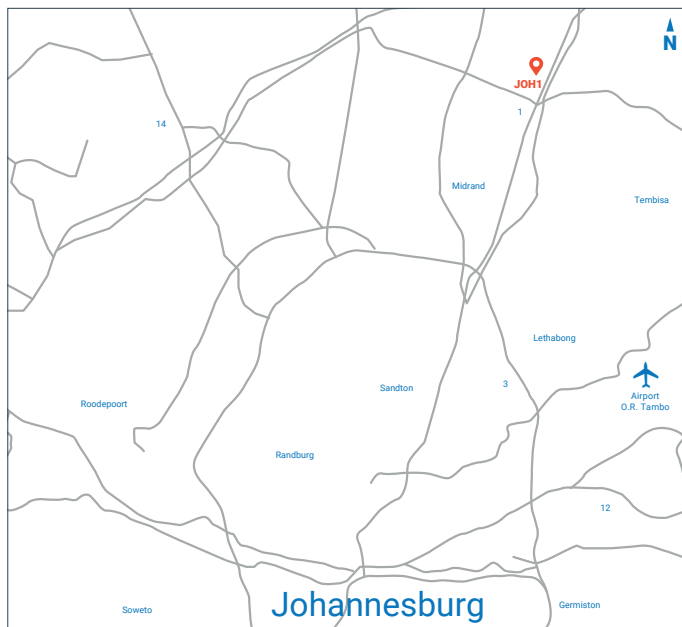 N
JOH1
1
14
Midrand
Tembisa
Lethabong
Sandton
3
Airport
O.R. Tambo
Roodepoort
Randburg
12
Johannesburg
Soweto
Germiston